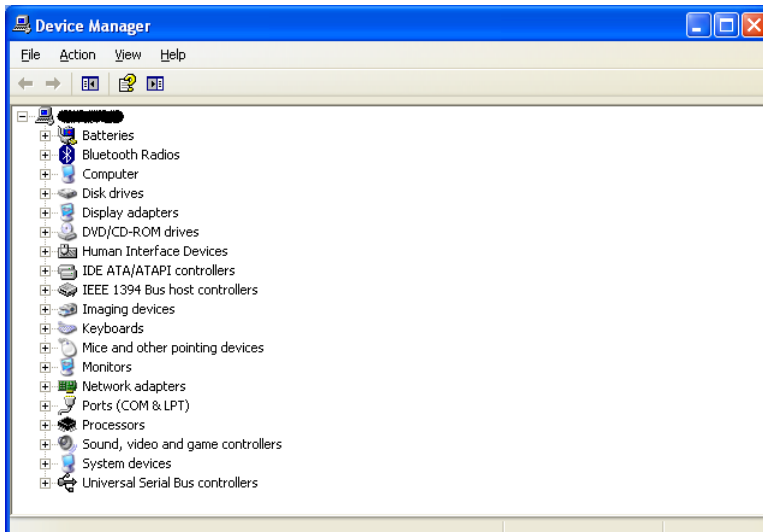 Device Manager
File Action View Help
Batteries
Bluetooth Radios
Computer
Disk drives
Display adapters
DVD/CD-ROM drives
Human Interface Devices
IDE ATA/ATAPI controllers
IEEE 1394 Bus host controllers
Imaging devices
Keyboards
Mice and other pointing devices
Monitors
Network adapters
Ports (COM & LPT)
Processors
Sound, video and game controllers
System devices
Universal Serial Bus controllers